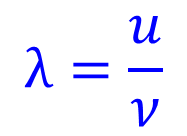 λ = u/ν